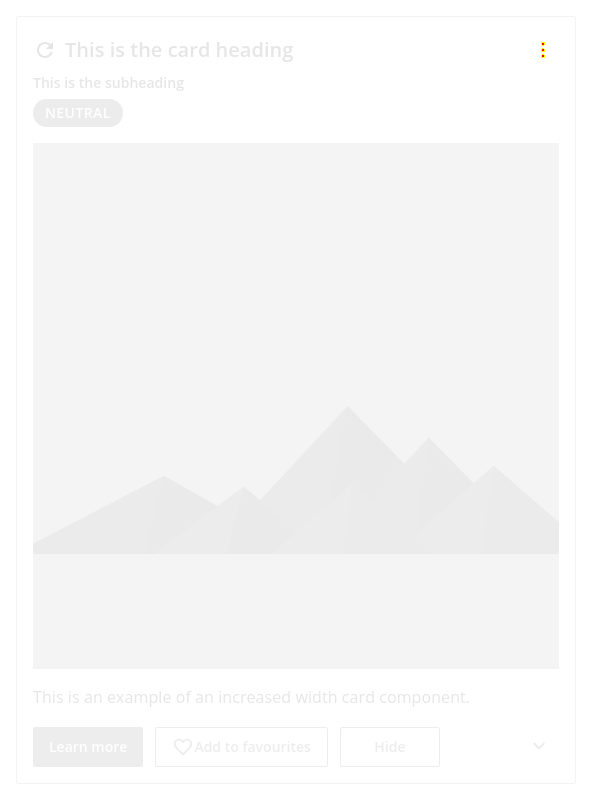 This is the card heading
This is the subheading
NEUTRAL
This is an example of an increased width card component.
Learn more
Add to favourites
Hide